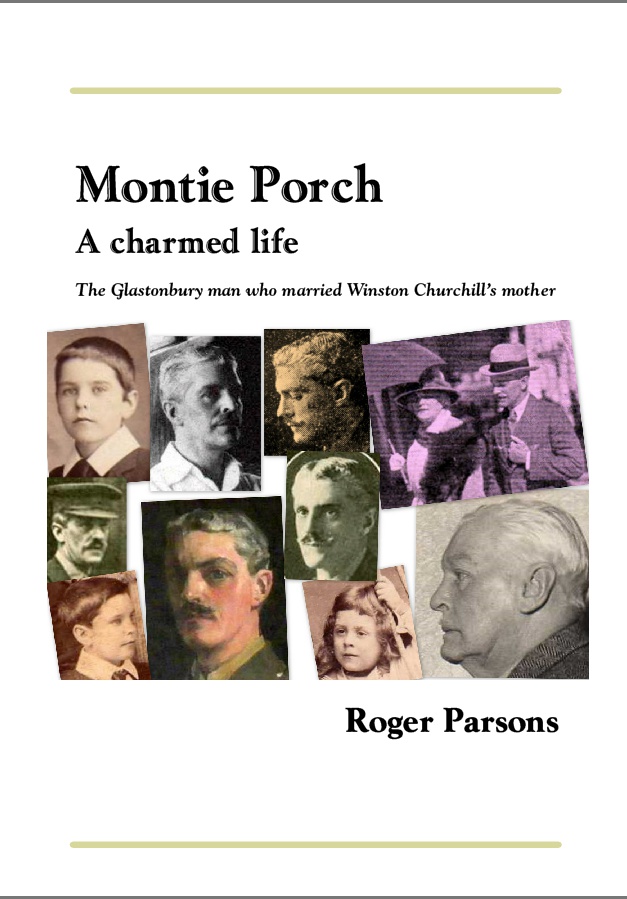 Montie Porch
A charmed life
The Glastonbury man who married Winston Churchill's mother
Roger Parsons